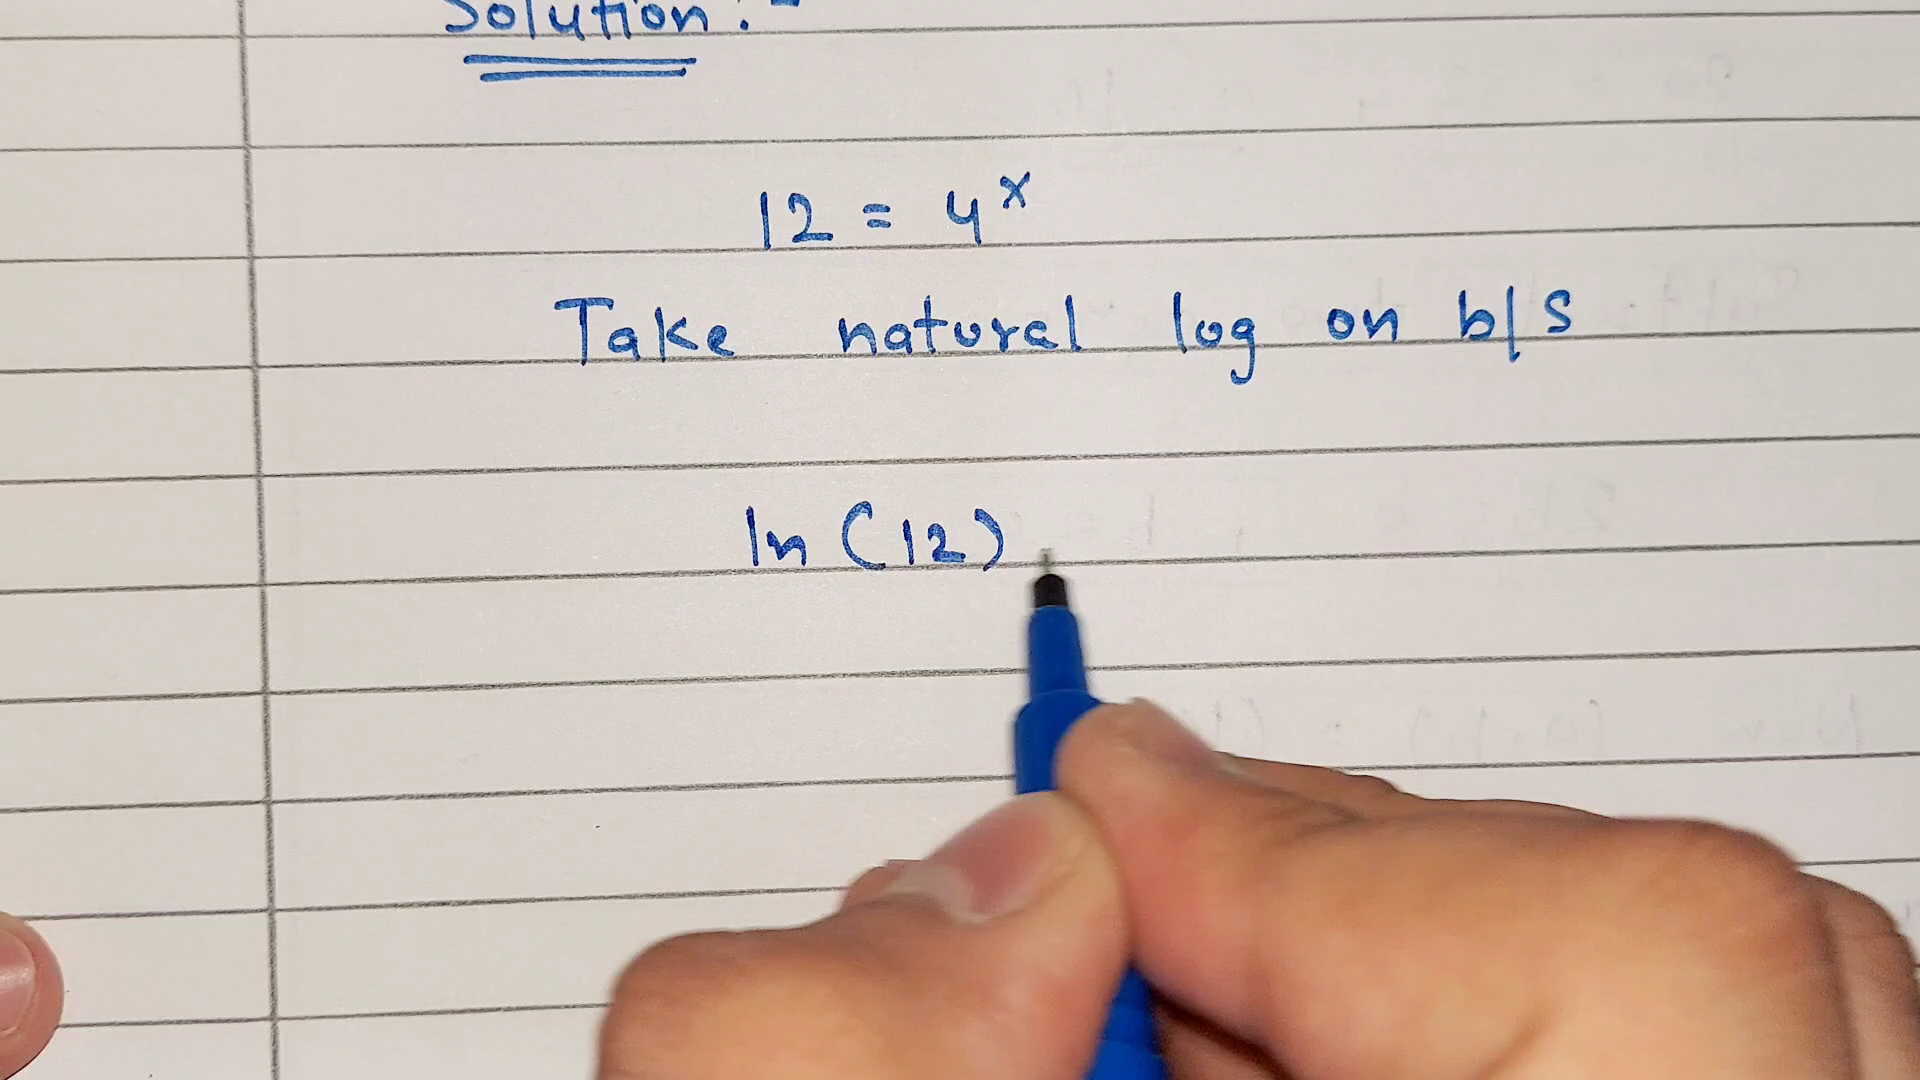 Solution :-
12 = 4^x
Take natural log on b/s
ln (12)